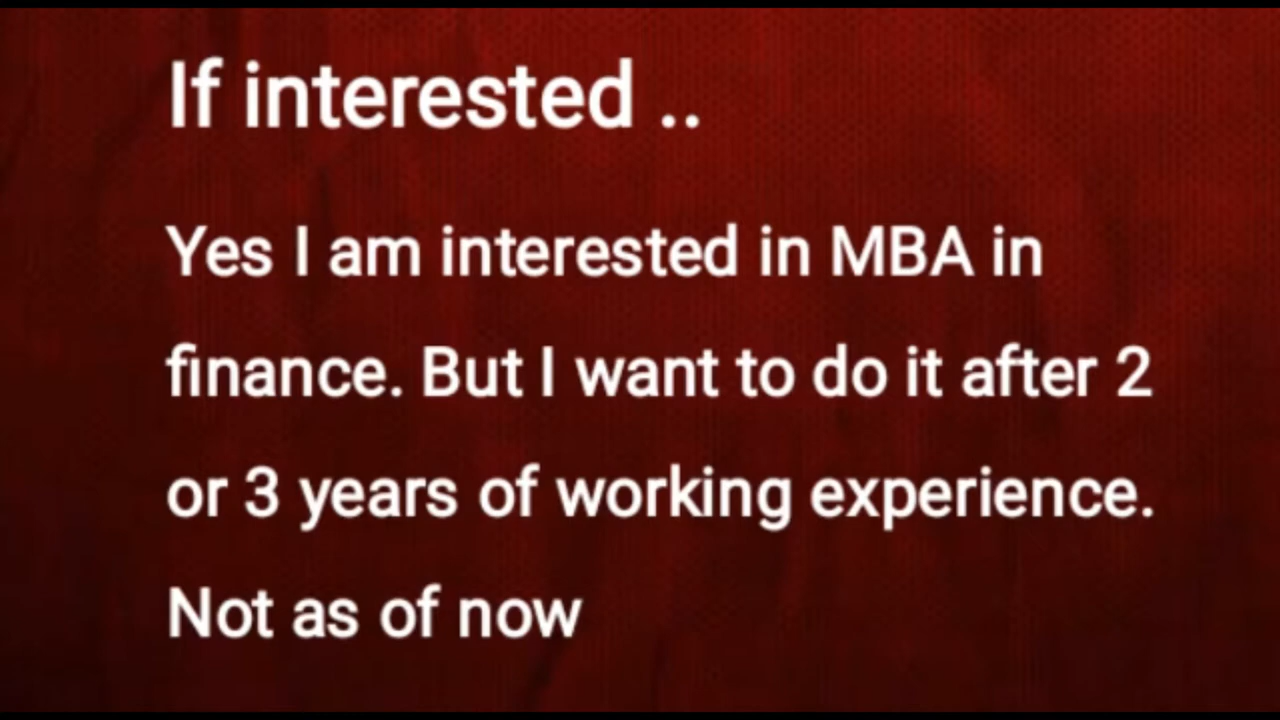 If interested ..
Yes I am interested in MBA in
finance. But I want to do it after 2
or 3 years of working experience.
Not as of now